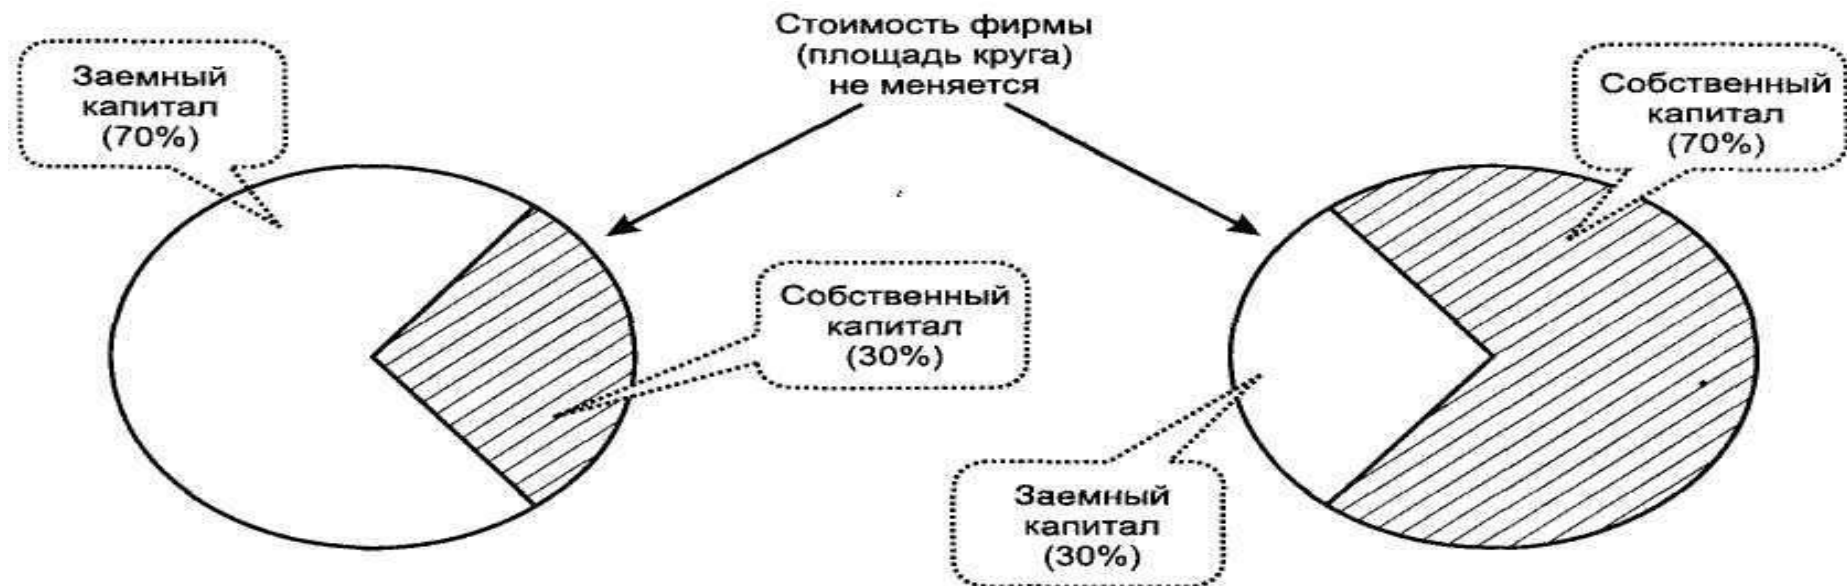 Стоимость фирмы
(площадь круга)
не меняется
Заемный
капитал
(70%)
Собственный
капитал
(70%)
Собственный
капитал
(30%)
Заемный
капитал
(30%)